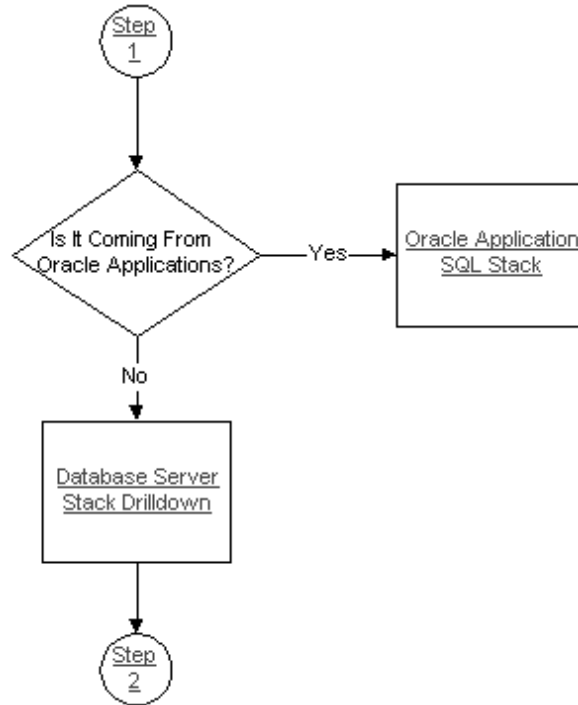 Step
1
Is It Coming From
Oracle Applications?
Yes
Oracle Application
SQL Stack
No
Database Server
Stack Drilldown
Step
2